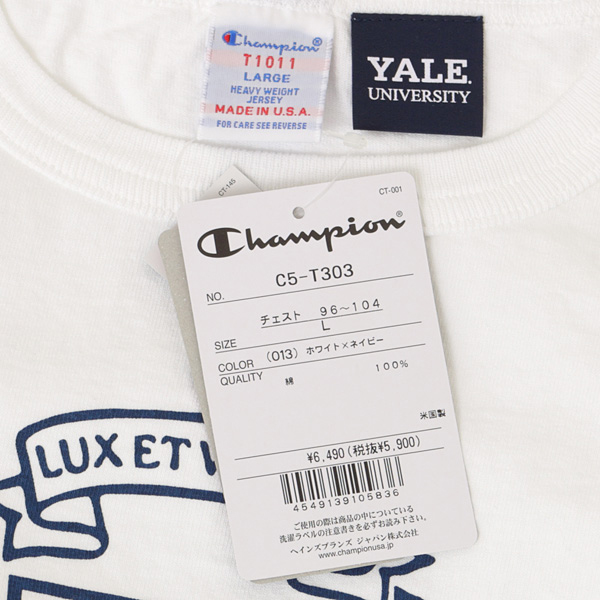 Champion®
T1011
LARGE
HEAVY WEIGHT
JERSEY
MADE IN U.S.A.
FOR CARE SEE REVERSE
YALE®
UNIVERSITY
CT-145
CT-001
Champion®
NO. C5-T303
チェスト 96〜104
SIZE L
COLOR (013) ホワイト×ネイビー
QUALITY 綿 100%
米国製
¥6,490(税抜¥5,900)
4549139105836
ご使用の際は商品の中についている
洗濯ラベルの注意書きを必ずお読み下さい。
ヘインズブランズ ジャパン株式会社
www.championusa.jp
LUX ET